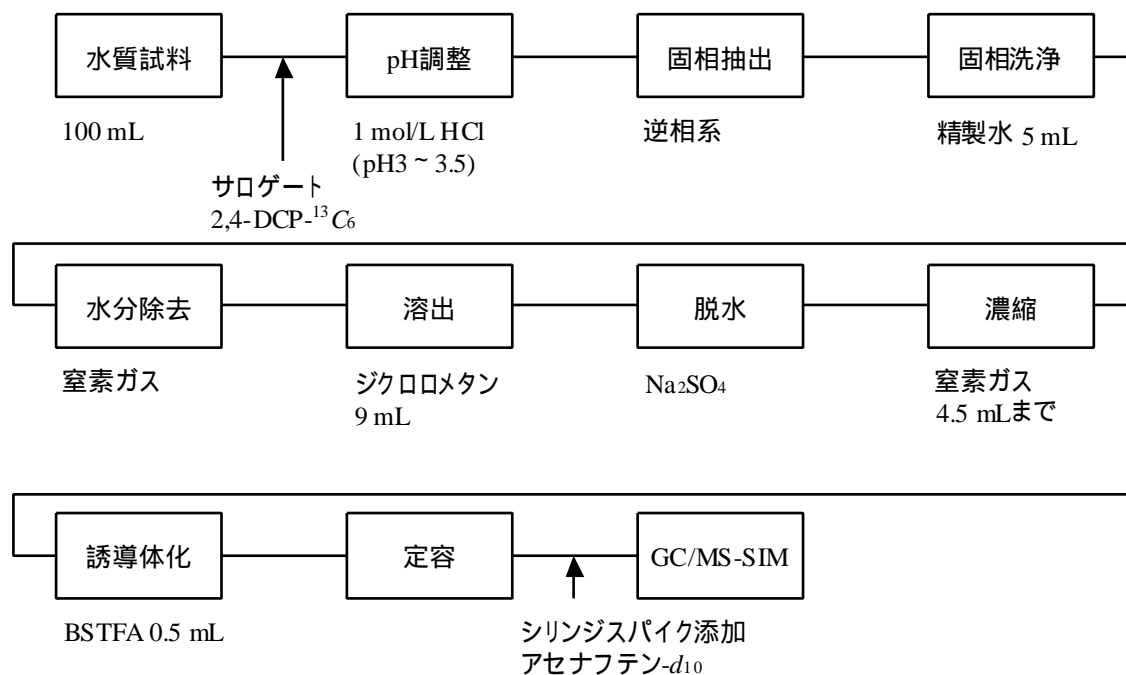 水質試料
pH調整
固相抽出
固相洗浄
100 mL
1 mol/L HCl
(pH3 ~ 3.5)
逆相系
精製水 5 mL
サロゲート
2,4-DCP-¹³C₆
水分除去
溶出
脱水
濃縮
窒素ガス
ジクロロメタン
9 mL
Na₂SO₄
窒素ガス
4.5 mLまで
誘導体化
定容
GC/MS-SIM
BSTFA 0.5 mL
シリンジスパイク添加
アセナフテン-d₁₀